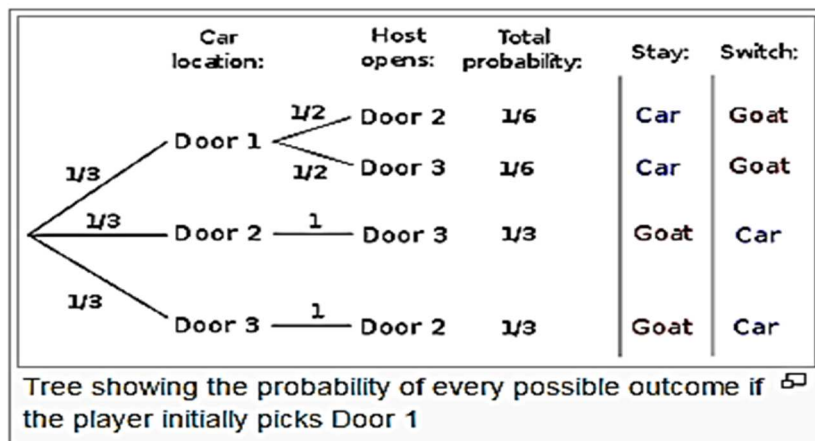 Car location: Host opens: Total probability: Stay: Switch:
1/3 Door 1 1/2 Door 2 1/6 Car Goat
1/2 Door 3 1/6 Car Goat
1/3 Door 2 1 Door 3 1/3 Goat Car
1/3 Door 3 1 Door 2 1/3 Goat Car
Tree showing the probability of every possible outcome if
the player initially picks Door 1